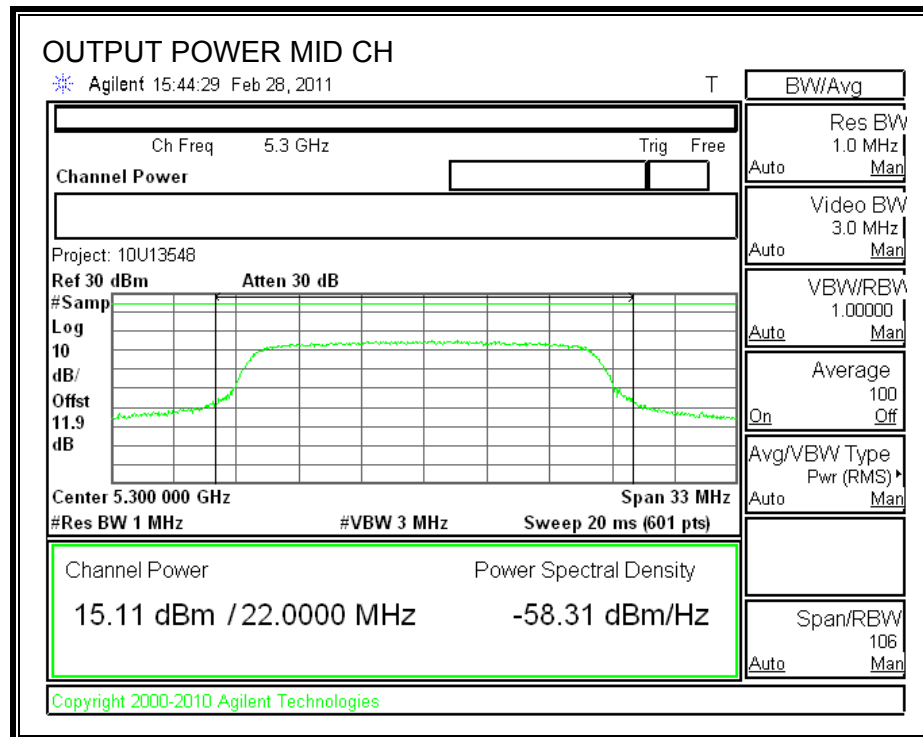 OUTPUT POWER MID CH
Agilent 15:44:29 Feb 28, 2011 T
Ch Freq 5.3 GHz Trig Free
Channel Power
Project: 10U13548
Ref 30 dBm Atten 30 dB
#Samp
Log
10
dB/
Offst
11.9
dB
Center 5.300 000 GHz Span 33 MHz
#Res BW 1 MHz #VBW 3 MHz Sweep 20 ms (601 pts)
Channel Power Power Spectral Density
15.11 dBm / 22.0000 MHz -58.31 dBm/Hz
Copyright 2000-2010 Agilent Technologies
BW/Avg
Res BW
1.0 MHz
Auto Man
Video BW
3.0 MHz
Auto Man
VBW/RBW
1.00000
Auto Man
Average
100
On Off
Avg/VBW Type
Pwr (RMS)
Auto Man
Span/RBW
106
Auto Man